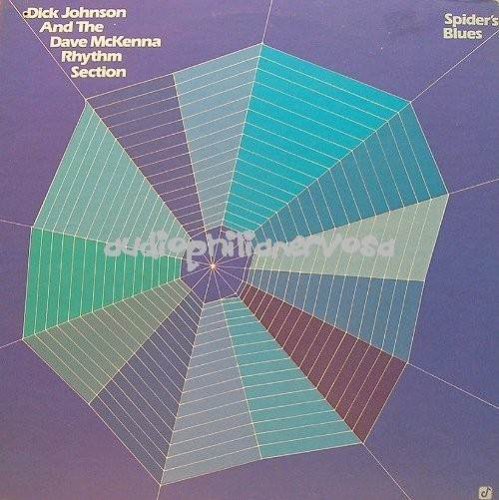 Dick Johnson
And The
Dave McKenna
Rhythm
Section
Spider's
Blues
audiophilianervosa